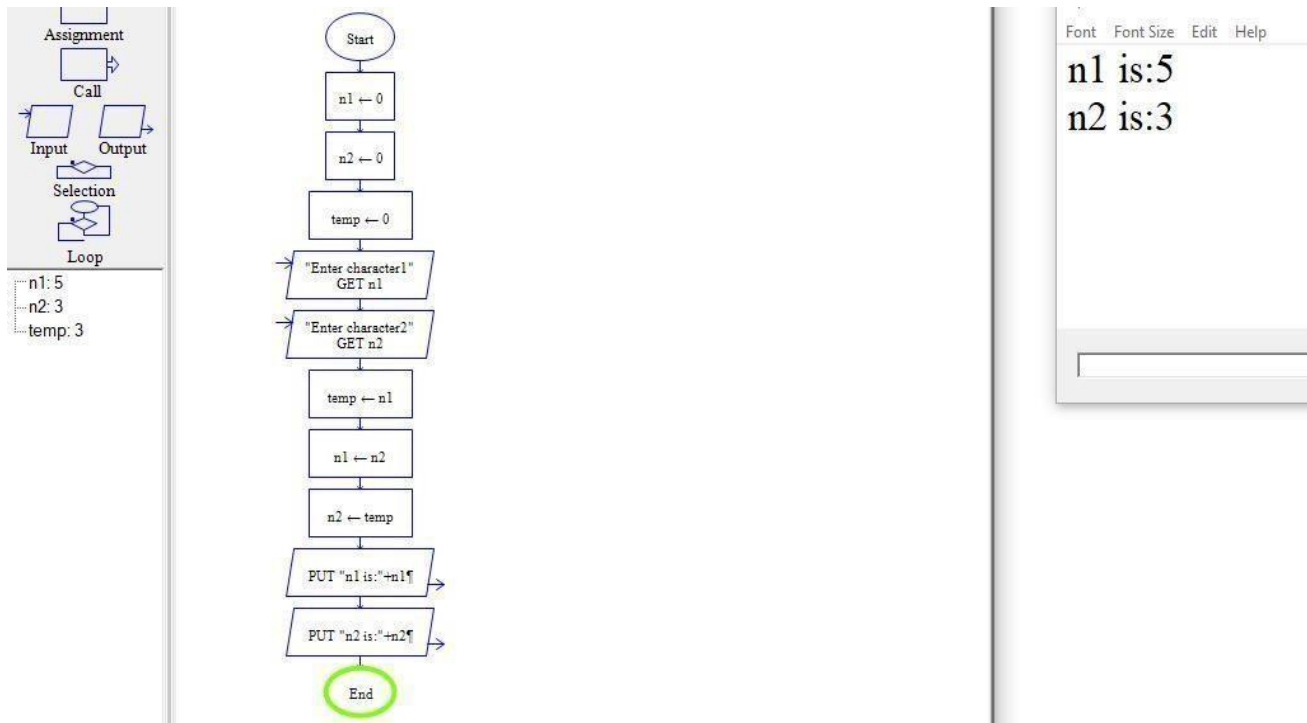 Assignment
Call
Input Output
Selection
Loop
n1: 5
n2: 3
temp: 3
Start
n1 ← 0
n2 ← 0
temp ← 0
"Enter character1"
GET n1
"Enter character2"
GET n2
temp ← n1
n1 ← n2
n2 ← temp
PUT "n1 is:"+n1¶
PUT "n2 is:"+n2¶
End
Font Font Size Edit Help
n1 is:5
n2 is:3